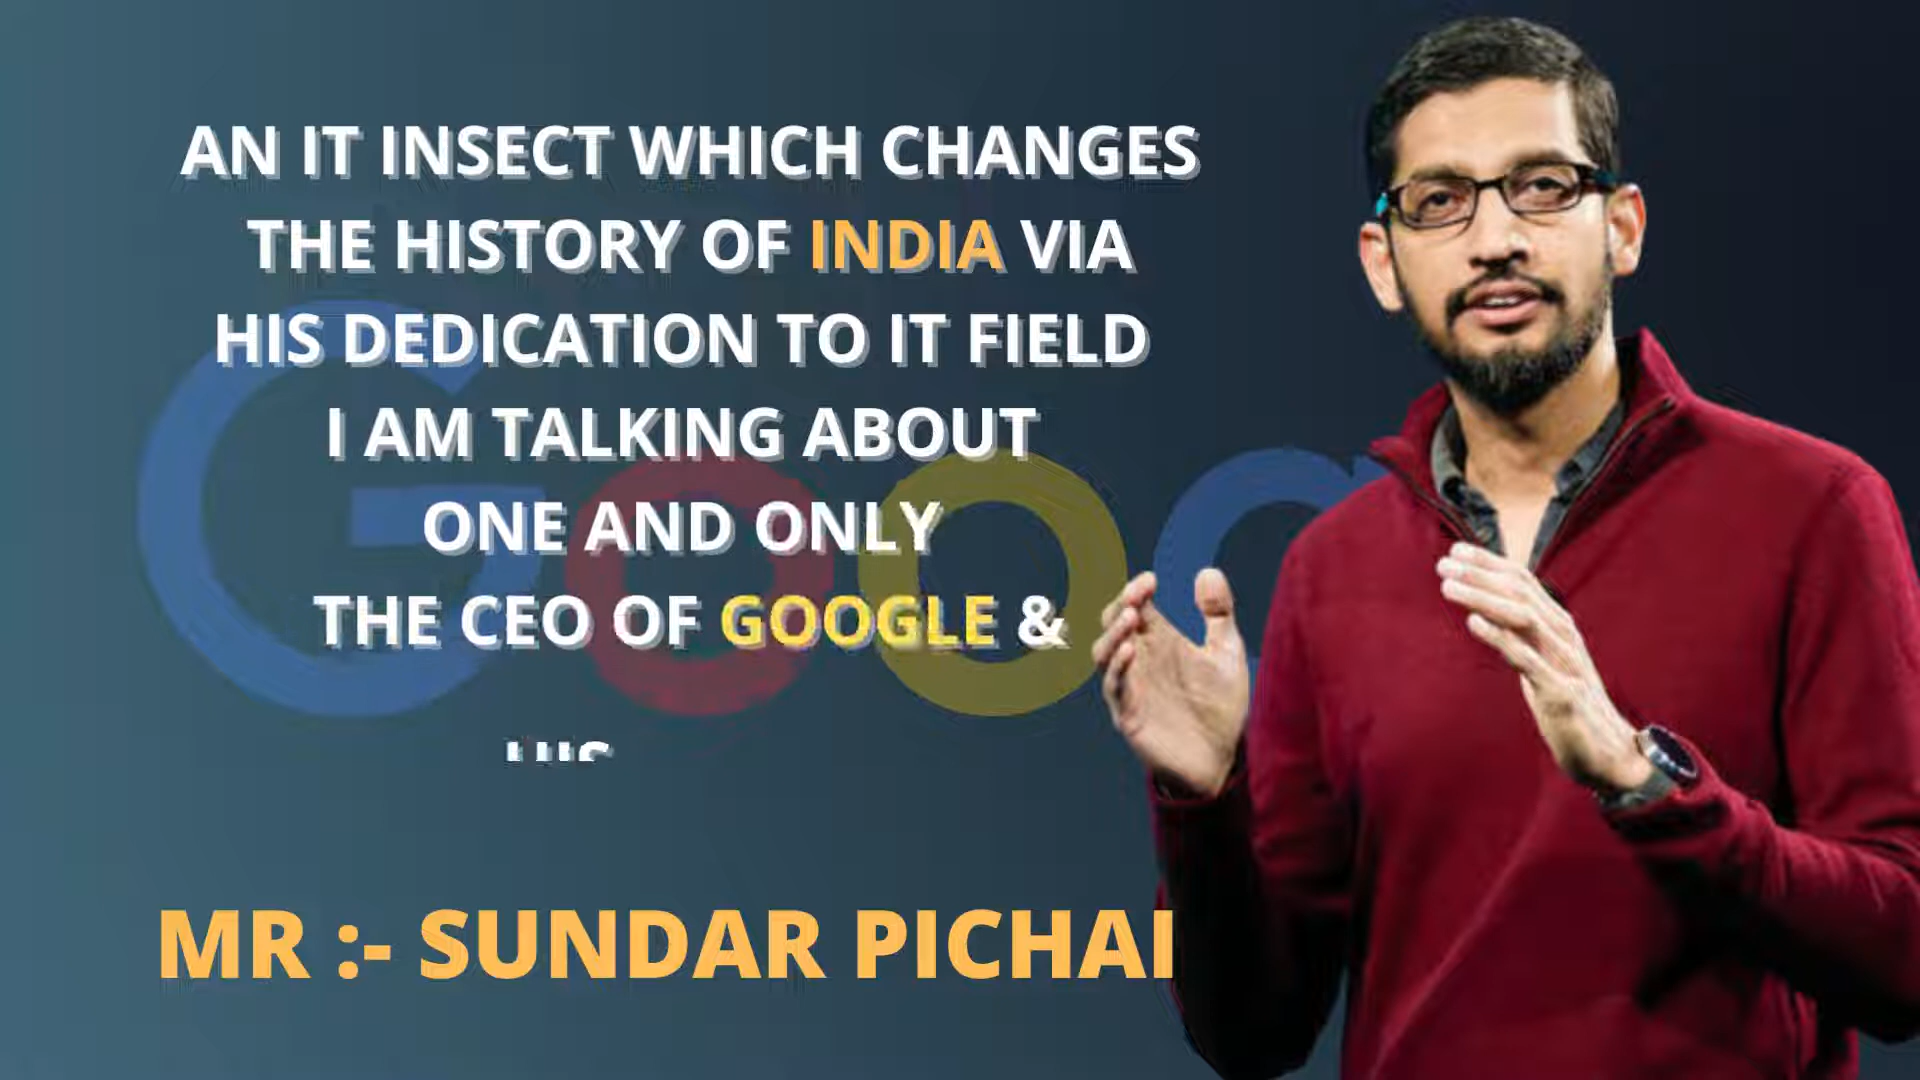 AN IT INSECT WHICH CHANGES
THE HISTORY OF INDIA VIA
HIS DEDICATION TO IT FIELD
I AM TALKING ABOUT
ONE AND ONLY
THE CEO OF GOOGLE &
MR :- SUNDAR PICHAI
Goog